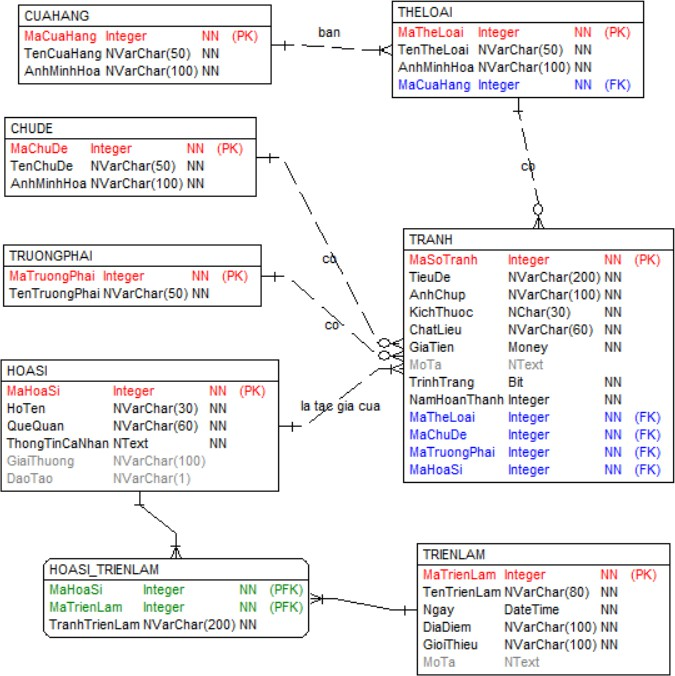 CUAHANG
MaCuaHang Integer NN (PK)
TenCuaHang NVarChar(50) NN
AnhMinhHoa NVarChar(100) NN
ban
THELOAI
MaTheLoai Integer NN (PK)
TenTheLoai NVarChar(50) NN
AnhMinhHoa NVarChar(100) NN
MaCuaHang Integer NN (FK)
CHUDE
MaChuDe Integer NN (PK)
TenChuDe NVarChar(50) NN
AnhMinhHoa NVarChar(100) NN
co
co
TRUONGPHAI
MaTruongPhai Integer NN (PK)
TenTruongPhai NVarChar(50) NN
co
TRANH
MaSoTranh Integer NN (PK)
TieuDe NVarChar(200) NN
AnhChup NVarChar(100) NN
KichThuoc NChar(30) NN
ChatLieu NVarChar(60) NN
GiaTien Money NN
MoTa NText
TrinhTrang Bit NN
NamHoanThanh Integer NN
MaTheLoai Integer NN (FK)
MaChuDe Integer NN (FK)
MaTruongPhai Integer NN (FK)
MaHoaSi Integer NN (FK)
HOASI
MaHoaSi Integer NN (PK)
HoTen NVarChar(30) NN
QueQuan NVarChar(60) NN
ThongTinCaNhan NText NN
GiaiThuong NVarChar(100)
DaoTao NVarChar(1)
la tac gia cua
HOASI_TRIENLAM
MaHoaSi Integer NN (PFK)
MaTrienLam Integer NN (PFK)
TranhTrienLam NVarChar(200) NN
TRIENLAM
MaTrienLam Integer NN (PK)
TenTrienLam NVarChar(80) NN
Ngay DateTime NN
DiaDiem NVarChar(100) NN
GioiThieu NVarChar(100) NN
MoTa NText